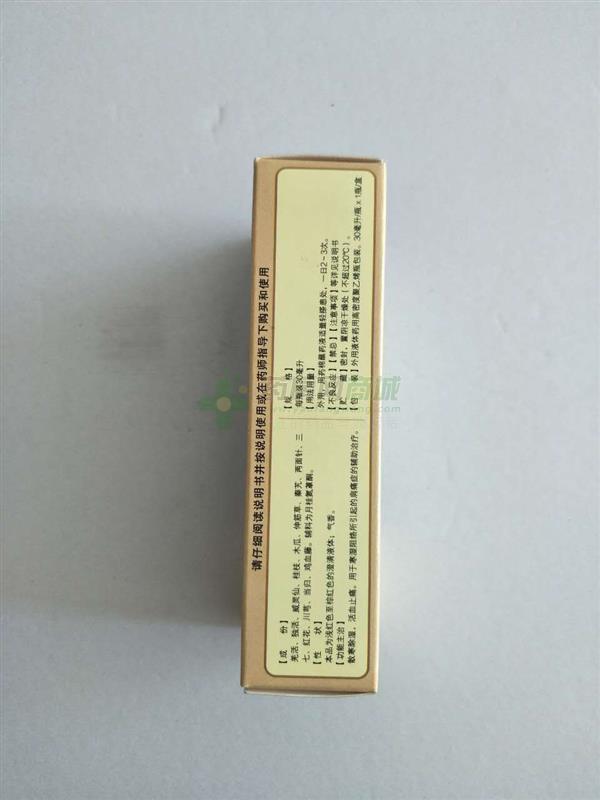 请仔细阅读说明书并按说明使用或在药师指导下购买和使用
【成　份】
羌活、独活、威灵仙、桂枝、木瓜、伸筋草、秦艽、两面针、三
七、红花、川芎、当归、鸡血藤。辅料为月桂氮䓬酮。
【性　状】
本品为浅红色至棕红色的澄清液体；气香。
【功能主治】
散寒除湿，活血止痛。用于寒湿阻络所引起的肩痛症的辅助治疗。
【规　格】
每瓶装30毫升
【用法用量】
外用，用药棉蘸药液适量轻搽患处，一日2～3次。
【不良反应】【禁忌】【注意事项】等详见说明书
【贮　藏】密封，置阴凉干燥处（不超过20℃）。
【包　装】外用液体药用高密度聚乙烯瓶包装。30毫升/瓶×1瓶/盒
商城